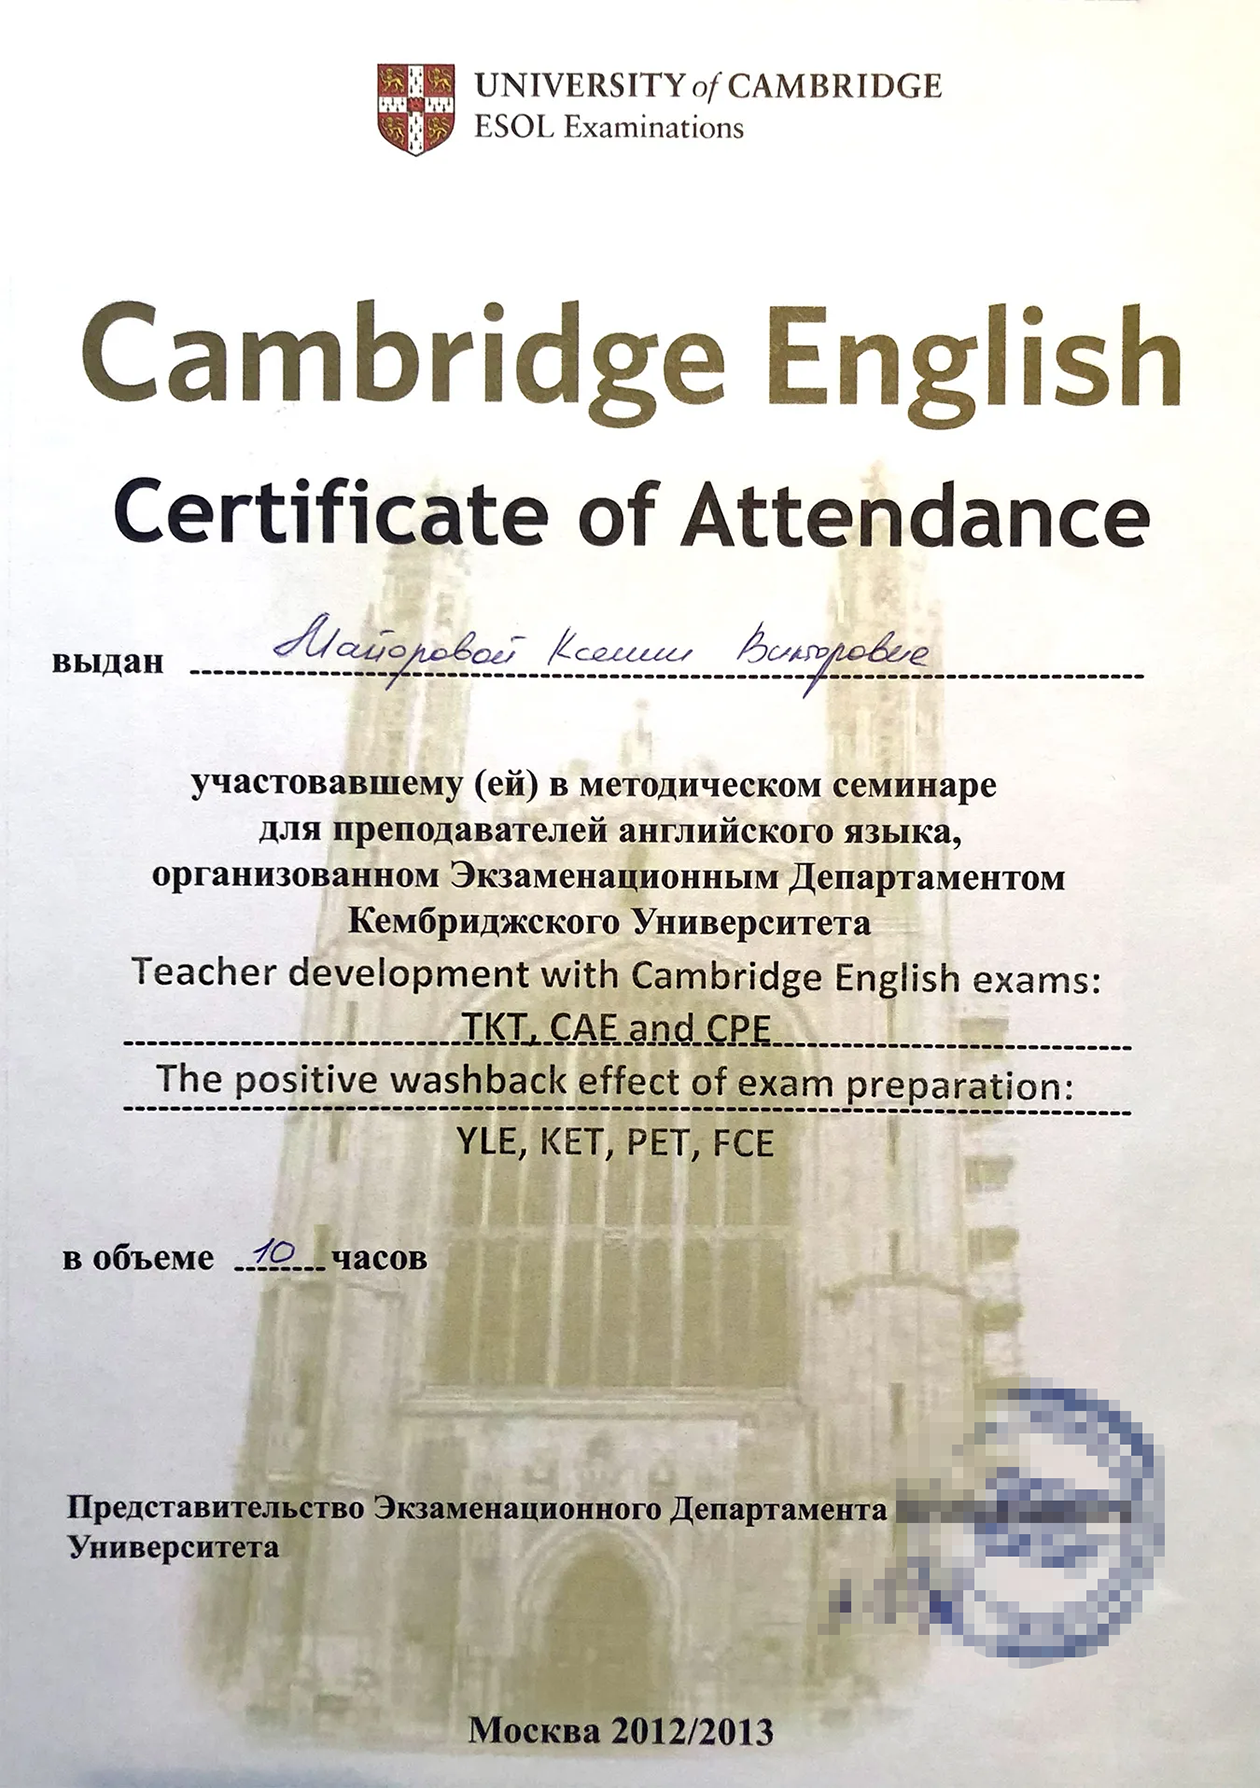 UNIVERSITY of CAMBRIDGE
ESOL Examinations
Cambridge English
Certificate of Attendance
выдан Майоровой Ксении Викторовне
участовавшему (ей) в методическом семинаре
для преподавателей английского языка,
организованном Экзаменационным Департаментом
Кембриджского Университета
Teacher development with Cambridge English exams:
TKT, CAE and CPE
The positive washback effect of exam preparation:
YLE, KET, PET, FCE
в объеме 10 часов
Представительство Экзаменационного Департамента
Университета
Москва 2012/2013